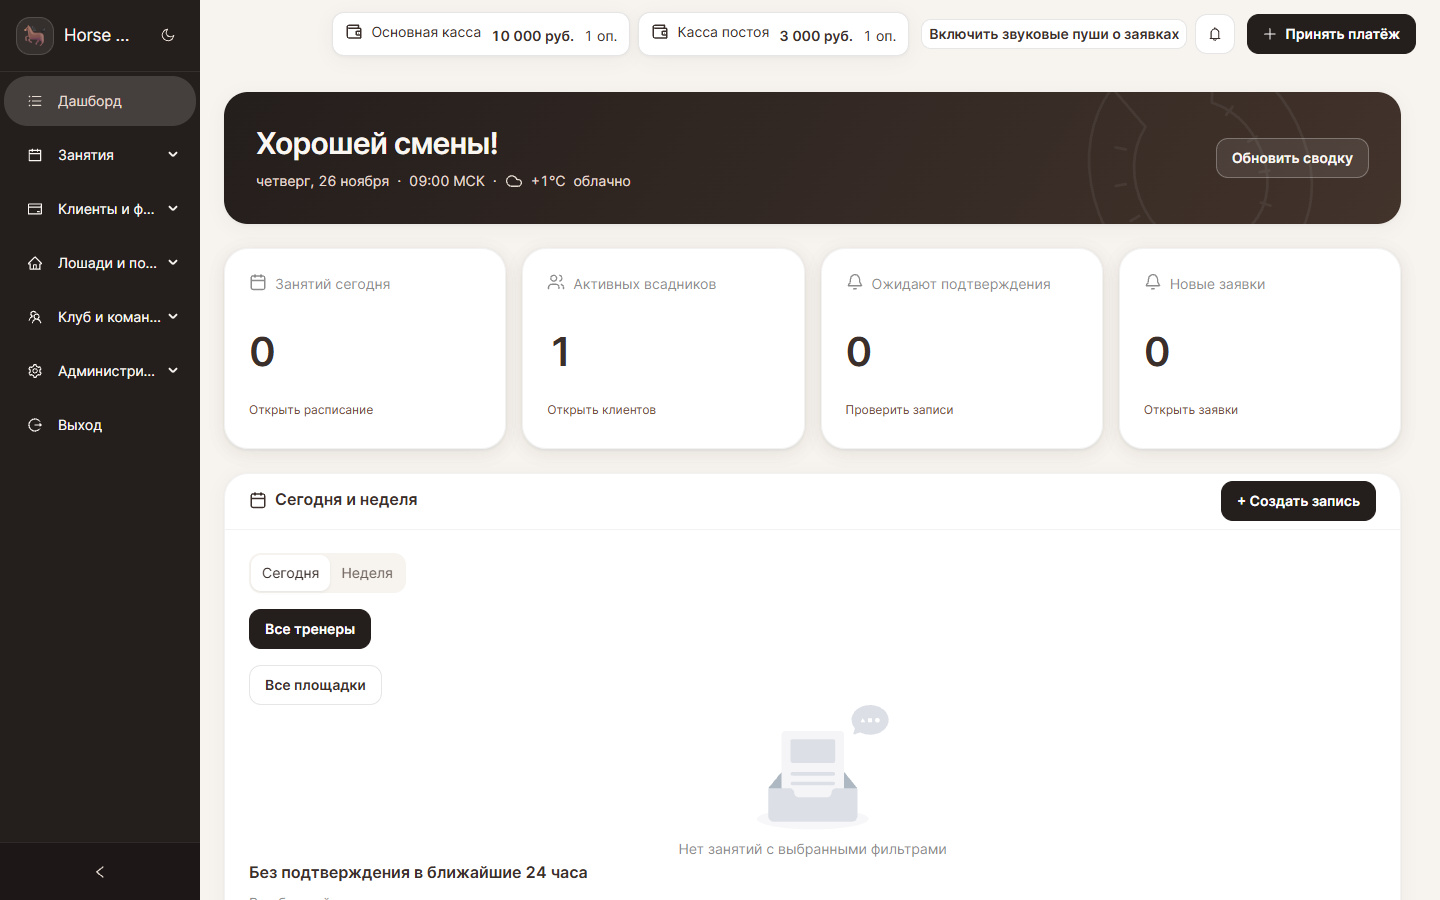 Horse ...
Основная касса 10 000 руб. 1 оп.
Касса постоя 3 000 руб. 1 оп.
Включить звуковые пуши о заявках
Принять платёж
Дашборд
Занятия
Клиенты и ф...
Лошади и по...
Клуб и коман...
Администри...
Выход
Хорошей смены!
четверг, 26 ноября · 09:00 МСК · +1°C облачно
Обновить сводку
Занятий сегодня
0
Открыть расписание
Активных всадников
1
Открыть клиентов
Ожидают подтверждения
0
Проверить записи
Новые заявки
0
Открыть заявки
Сегодня и неделя
+ Создать запись
Сегодня Неделя
Все тренеры
Все площадки
Нет занятий с выбранными фильтрами
Без подтверждения в ближайшие 24 часа